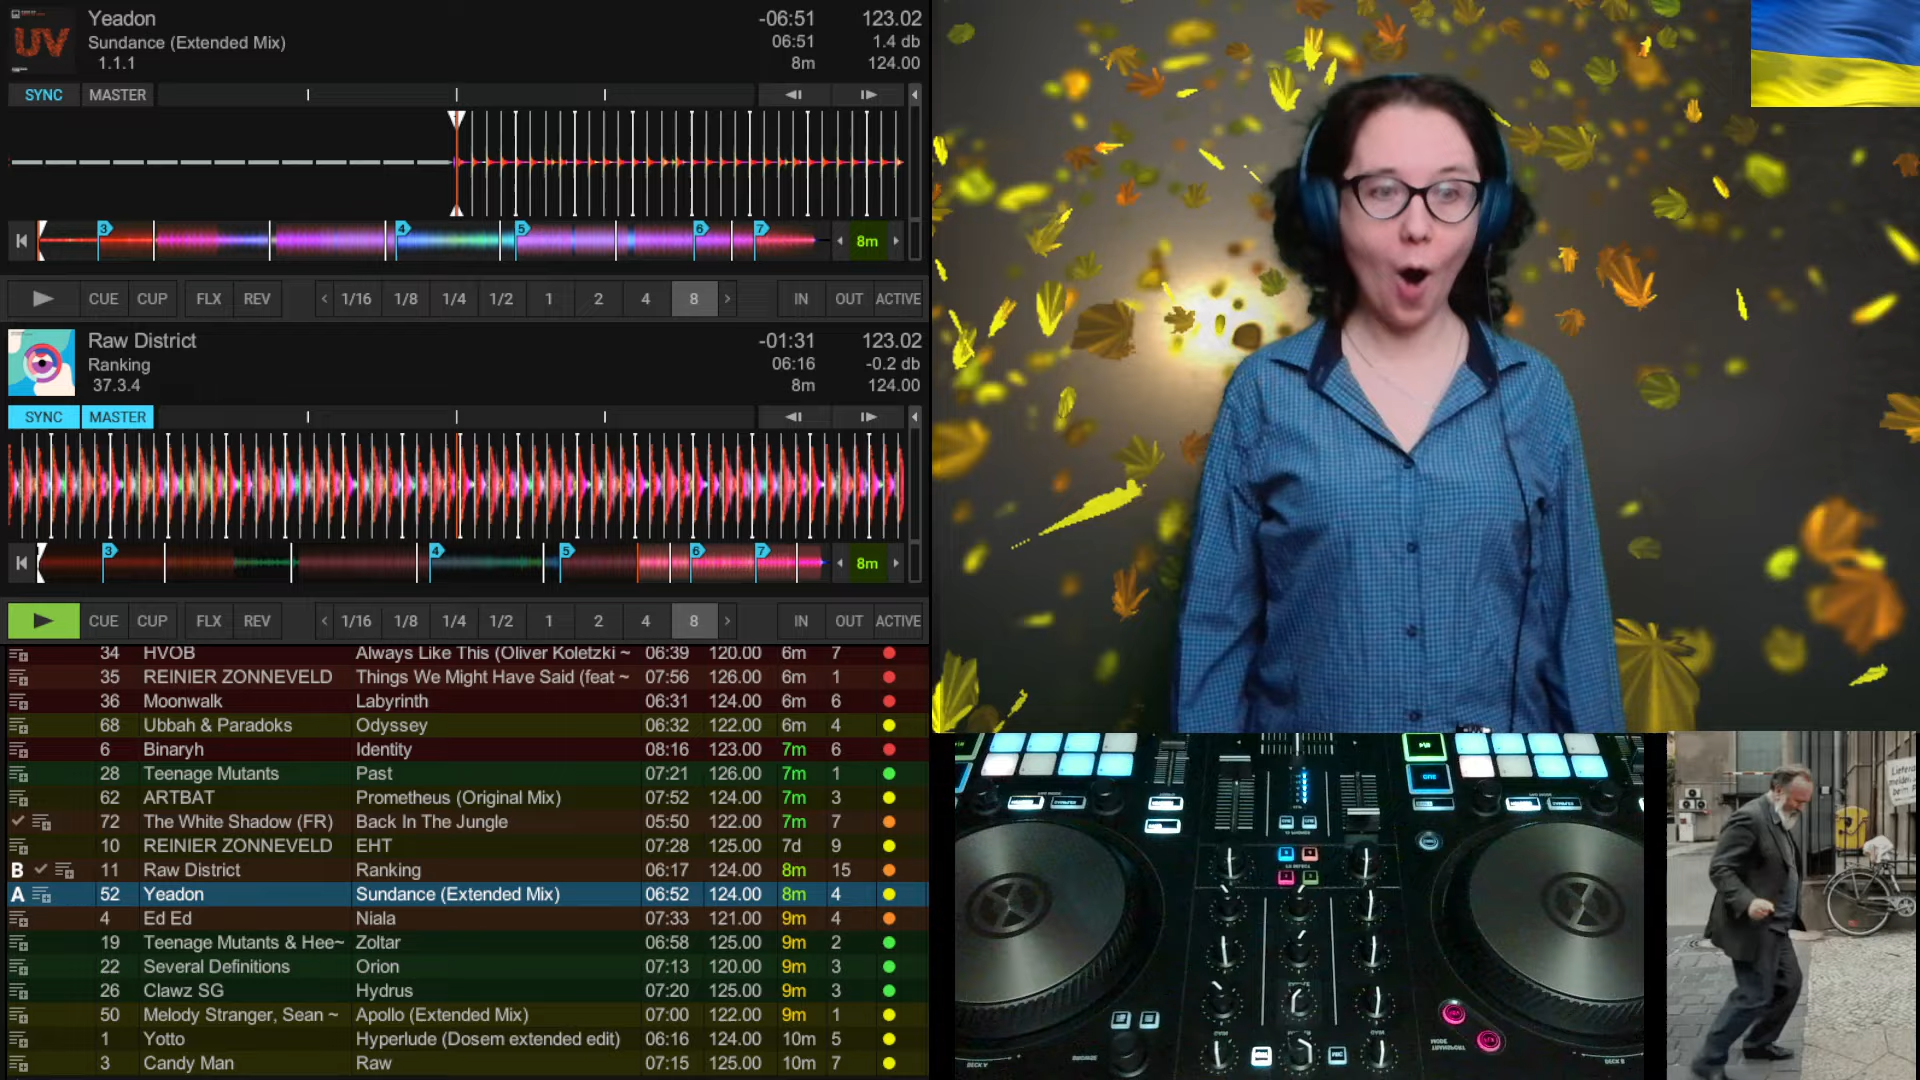 UV
Yeadon -06:51 123.02
Sundance (Extended Mix) 06:51 1.4 db
1.1.1 8m 124.00
SYNC MASTER
3 4 5 6 7 8m
CUE CUP FLX REV 1/16 1/8 1/4 1/2 1 2 4 8 IN OUT ACTIVE
Raw District -01:31 123.02
Ranking 06:16 -0.2 db
37.3.4 8m 124.00
SYNC MASTER
3 4 5 6 7 8m
CUE CUP FLX REV 1/16 1/8 1/4 1/2 1 2 4 8 IN OUT ACTIVE
34 HVOB Always Like This (Oliver Koletzki ~ 06:39 120.00 6m 7
35 REINIER ZONNEVELD Things We Might Have Said (feat ~ 07:56 126.00 6m 1
36 Moonwalk Labyrinth 06:31 124.00 6m 6
68 Ubbah & Paradoks Odyssey 06:32 122.00 6m 4
6 Binaryh Identity 08:16 123.00 7m 6
28 Teenage Mutants Past 07:21 126.00 7m 1
62 ARTBAT Prometheus (Original Mix) 07:52 124.00 7m 3
72 The White Shadow (FR) Back In The Jungle 05:50 122.00 7m 7
10 REINIER ZONNEVELD EHT 07:28 125.00 7d 9
B 11 Raw District Ranking 06:17 124.00 8m 15
A 52 Yeadon Sundance (Extended Mix) 06:52 124.00 8m 4
4 Ed Ed Niala 07:33 121.00 9m 4
19 Teenage Mutants & Hee~ Zoltar 06:58 125.00 9m 2
22 Several Definitions Orion 07:13 120.00 9m 3
26 Clawz SG Hydrus 07:20 125.00 9m 3
50 Melody Stranger, Sean ~ Apollo (Extended Mix) 07:00 122.00 9m 1
1 Yotto Hyperlude (Dosem extended edit) 06:16 124.00 10m 5
3 Candy Man Raw 07:15 125.00 10m 7